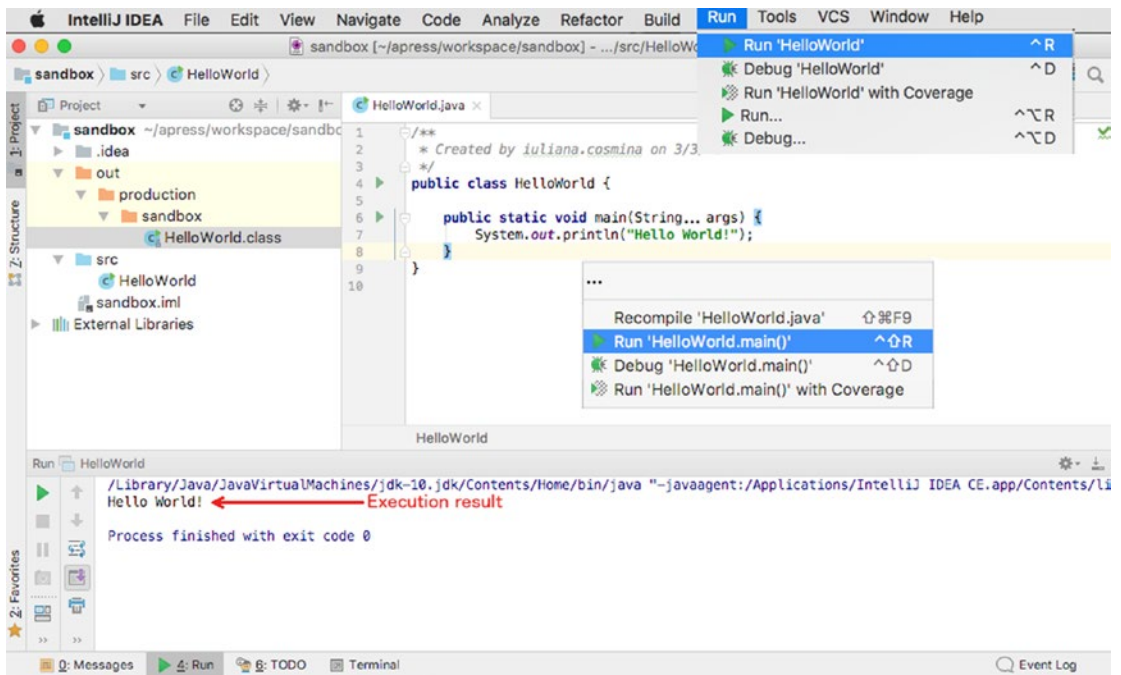 IntelliJ IDEA File Edit View Navigate Code Analyze Refactor Build Run Tools VCS Window Help
sandbox [~/apress/workspace/sandbox] - .../src/HelloWo
Run 'HelloWorld' ^R
Debug 'HelloWorld' ^D
Run 'HelloWorld' with Coverage
Run... ^⌥R
Debug... ^⌥D
sandbox src HelloWorld
1: Project
2: Structure
2: Favorites
Project
sandbox ~/apress/workspace/sandbo
.idea
out
production
sandbox
HelloWorld.class
src
HelloWorld
sandbox.iml
External Libraries
HelloWorld.java
1 /**
2 * Created by iuliana.cosmina on 3/3
3 */
4 public class HelloWorld {
5
6 public static void main(String... args) {
7 System.out.println("Hello World!");
8 }
9 }
10
...
Recompile 'HelloWorld.java' ⇧⌘F9
Run 'HelloWorld.main()' ^⇧R
Debug 'HelloWorld.main()' ^⇧D
Run 'HelloWorld.main()' with Coverage
HelloWorld
Run HelloWorld
/Library/Java/JavaVirtualMachines/jdk-10.jdk/Contents/Home/bin/java "-javaagent:/Applications/IntelliJ IDEA CE.app/Contents/li
Hello World! Execution result
Process finished with exit code 0
0: Messages 4: Run 6: TODO Terminal Event Log